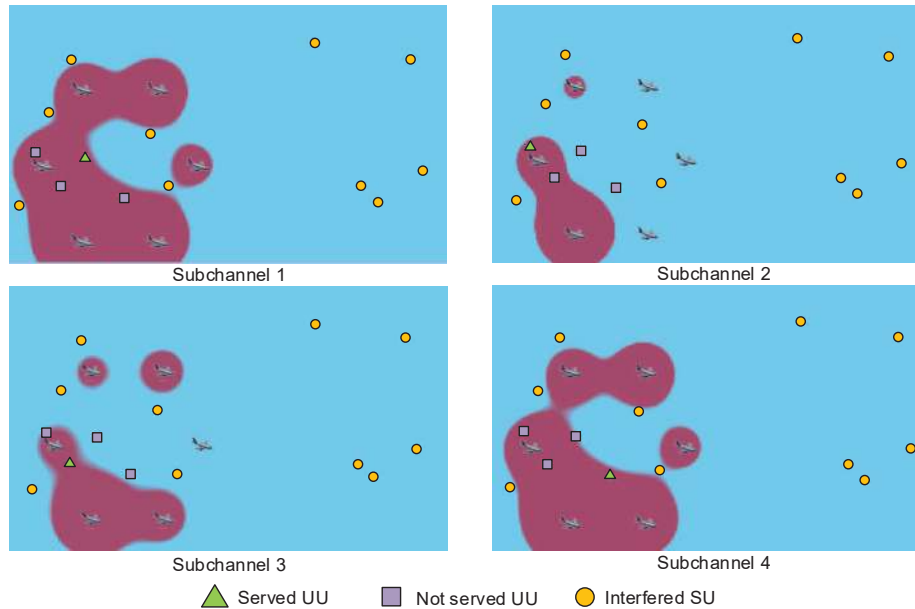 Subchannel 1
Subchannel 2
Subchannel 3
Subchannel 4
Served UU
Not served UU
Interfered SU